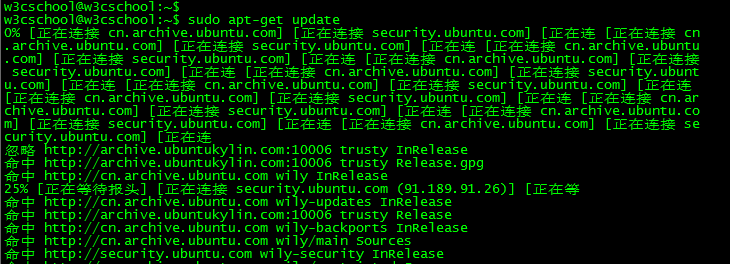 w3cschool@w3cschool:~$
w3cschool@w3cschool:~$ sudo apt-get update
0% [正在连接 cn.archive.ubuntu.com] [正在连接 security.ubuntu.com] [正在连 [正在连接 cn
.archive.ubuntu.com] [正在连接 security.ubuntu.com] [正在连 [正在连接 cn.archive.ubuntu
.com] [正在连接 security.ubuntu.com] [正在连 [正在连接 cn.archive.ubuntu.com] [正在连接
 security.ubuntu.com] [正在连 [正在连接 cn.archive.ubuntu.com] [正在连接 security.ubunt
u.com] [正在连 [正在连接 cn.archive.ubuntu.com] [正在连接 security.ubuntu.com] [正在连
[正在连接 cn.archive.ubuntu.com] [正在连接 security.ubuntu.com] [正在连 [正在连接 cn.ar
chive.ubuntu.com] [正在连接 security.ubuntu.com] [正在连 [正在连接 cn.archive.ubuntu.co
m] [正在连接 security.ubuntu.com] [正在连 [正在连接 cn.archive.ubuntu.com] [正在连接 se
curity.ubuntu.com] [正在连
忽略 http://archive.ubuntukylin.com:10006 trusty InRelease
命中 http://archive.ubuntukylin.com:10006 trusty Release.gpg
命中 http://cn.archive.ubuntu.com wily InRelease
25% [正在等待报头] [正在连接 security.ubuntu.com (91.189.91.26)] [正在等
命中 http://cn.archive.ubuntu.com wily-updates InRelease
命中 http://archive.ubuntukylin.com:10006 trusty Release
命中 http://cn.archive.ubuntu.com wily-backports InRelease
命中 http://cn.archive.ubuntu.com wily/main Sources
命中 http://security.ubuntu.com wily-security InRelease